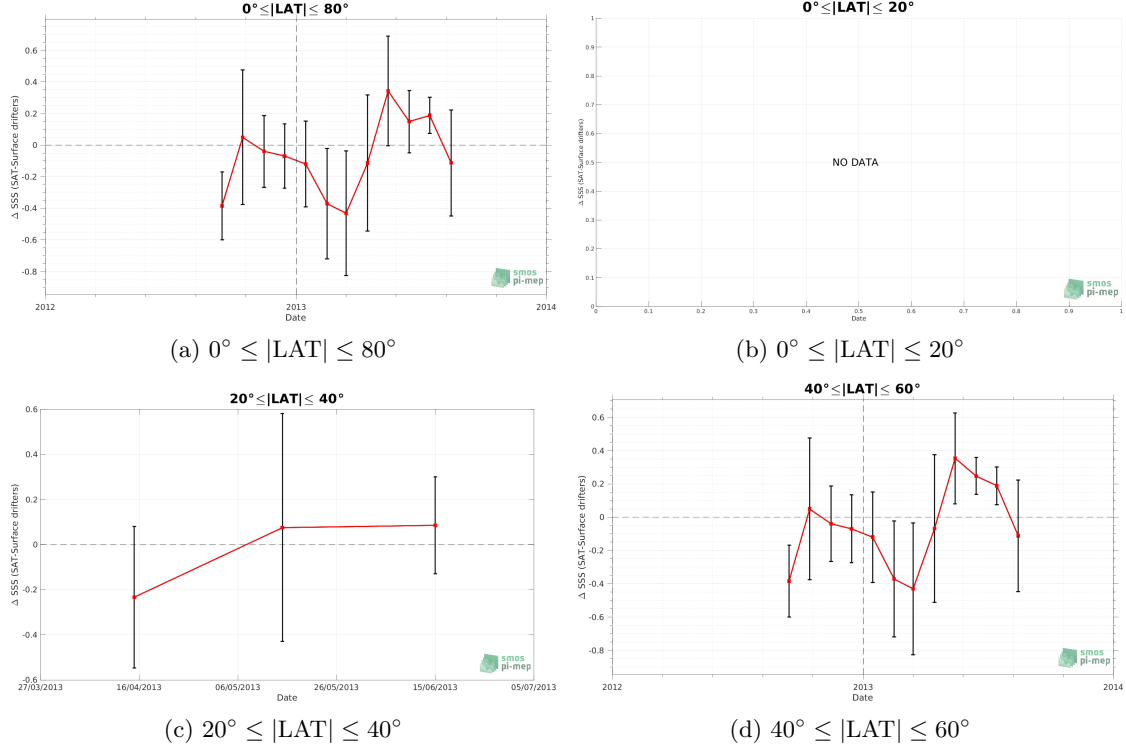 0°≤|LAT|≤ 80°
0.6
0.4
0.2
0
-0.2
-0.4
-0.6
-0.8
Δ SSS (SAT-Surface drifters)
2012
2013
2014
Date
smos
pi-mep
(a) 0° ≤ |LAT| ≤ 80°
0°≤|LAT|≤ 20°
1
0.9
0.8
0.7
0.6
0.5
0.4
0.3
0.2
0.1
0
Δ SSS (SAT-Surface drifters)
NO DATA
0
0.1
0.2
0.3
0.4
0.5
0.6
0.7
0.8
0.9
1
Date
smos
pi-mep
(b) 0° ≤ |LAT| ≤ 20°
20°≤|LAT|≤ 40°
0.6
0.4
0.2
0
-0.2
-0.4
-0.6
Δ SSS (SAT-Surface drifters)
27/03/2013
16/04/2013
06/05/2013
26/05/2013
15/06/2013
05/07/2013
Date
smos
pi-mep
(c) 20° ≤ |LAT| ≤ 40°
40°≤|LAT|≤ 60°
0.6
0.4
0.2
0
-0.2
-0.4
-0.6
-0.8
Δ SSS (SAT-Surface drifters)
2012
2013
2014
Date
smos
pi-mep
(d) 40° ≤ |LAT| ≤ 60°